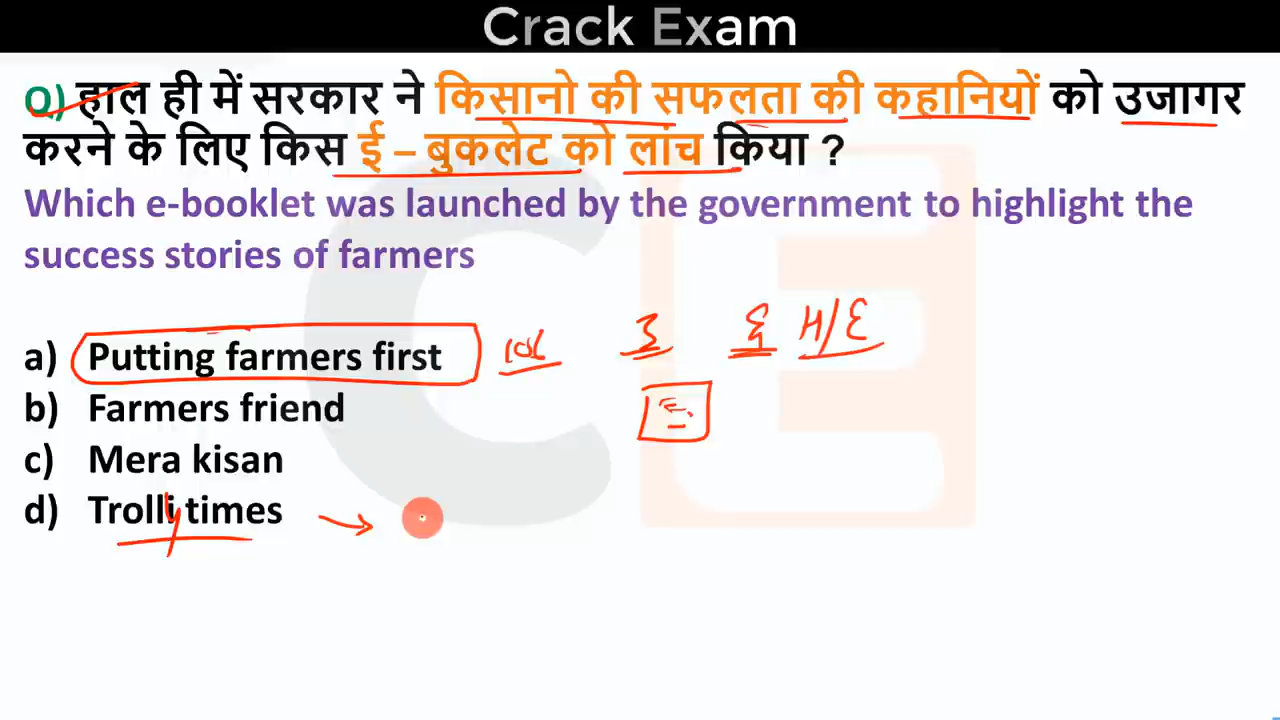 Crack Exam
Q) हाल ही में सरकार ने किसानो की सफलता की कहानियों को उजागर
करने के लिए किस ई – बुकलेट को लांच किया ?
Which e-booklet was launched by the government to highlight the
success stories of farmers
a) Putting farmers first
H/E
b) Farmers friend
c) Mera kisan
d) Trolli times
y